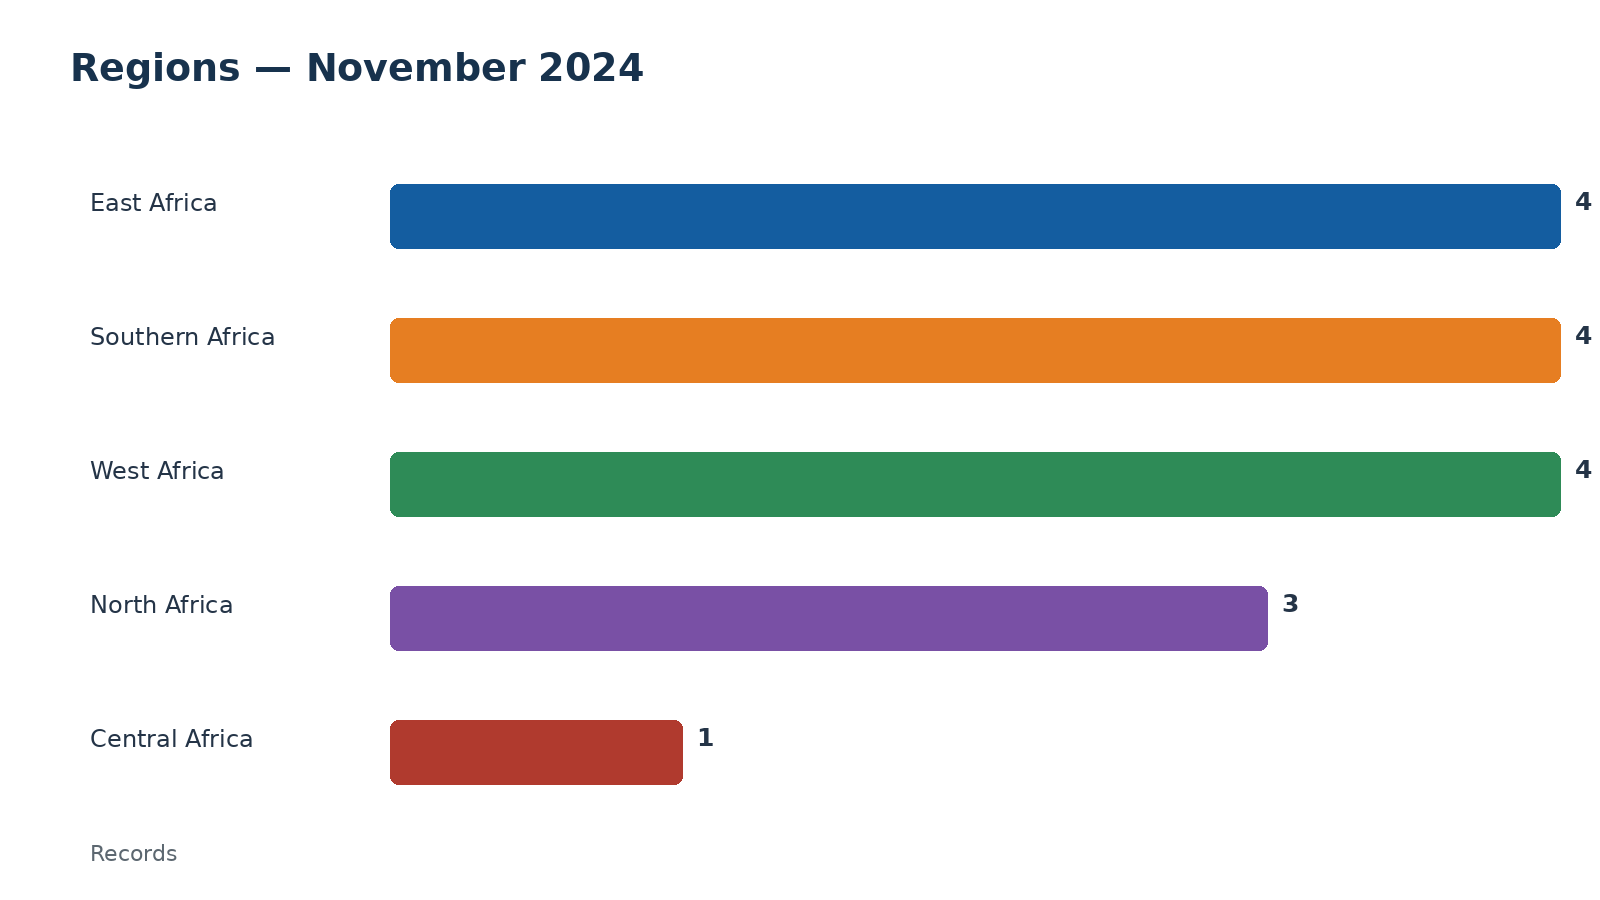 Regions — November 2024
East Africa 4
Southern Africa 4
West Africa 4
North Africa 3
Central Africa 1
Records